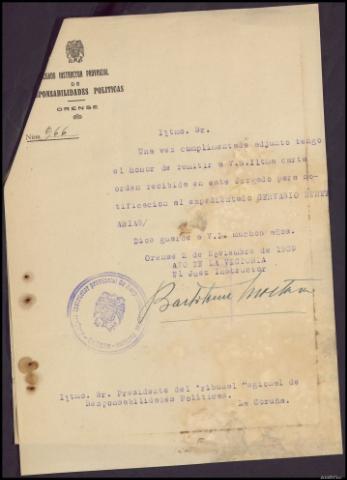 INSTRUCTOR PROVINCIAL
DE
RESPONSABILIDADES POLITICAS
ORENSE
Núm. 966
Iltmo. Sr.
Una vez cumplimentada adjunto tengo
el honor de remitir a V.S.Iltma carta
orden recibida en este Juzgado para no-
tificacion al expedientado GERVASIO
ARIAS/
Dios guarde a V.I. muchos años.
Orense 2 de Noviembre de 1939
AÑO DE LA VICTORIA
El Juez Instructor
Iltmo. Sr. Presidente del Tribunal Regional de
Responsabilidades Politicas.
La Coruña.